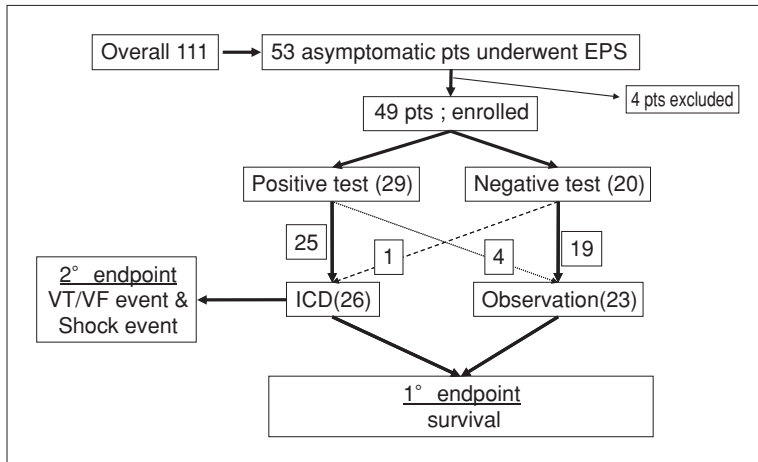 Overall 111
53 asymptomatic pts underwent EPS
4 pts excluded
49 pts ; enrolled
Positive test (29)
Negative test (20)
25
1
4
19
2° endpoint
VT/VF event &
Shock event
ICD(26)
Observation(23)
1° endpoint
survival